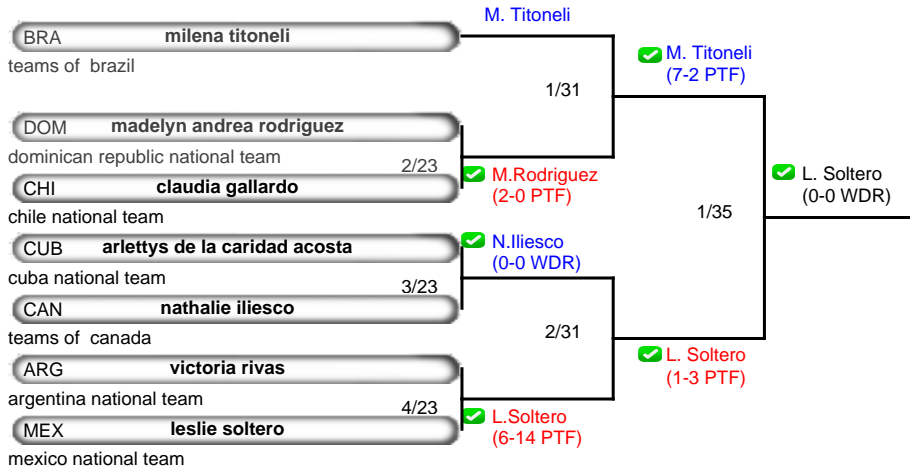 M. Titoneli
BRA milena titoneli
teams of brazil
M. Titoneli
(7-2 PTF)
1/31
DOM madelyn andrea rodriguez
dominican republic national team
2/23
M.Rodriguez
(2-0 PTF)
CHI claudia gallardo
chile national team
L. Soltero
(0-0 WDR)
1/35
CUB arlettys de la caridad acosta
cuba national team
N.Iliesco
(0-0 WDR)
3/23
CAN nathalie iliesco
teams of canada
2/31
L. Soltero
(1-3 PTF)
ARG victoria rivas
argentina national team
4/23
L.Soltero
(6-14 PTF)
MEX leslie soltero
mexico national team